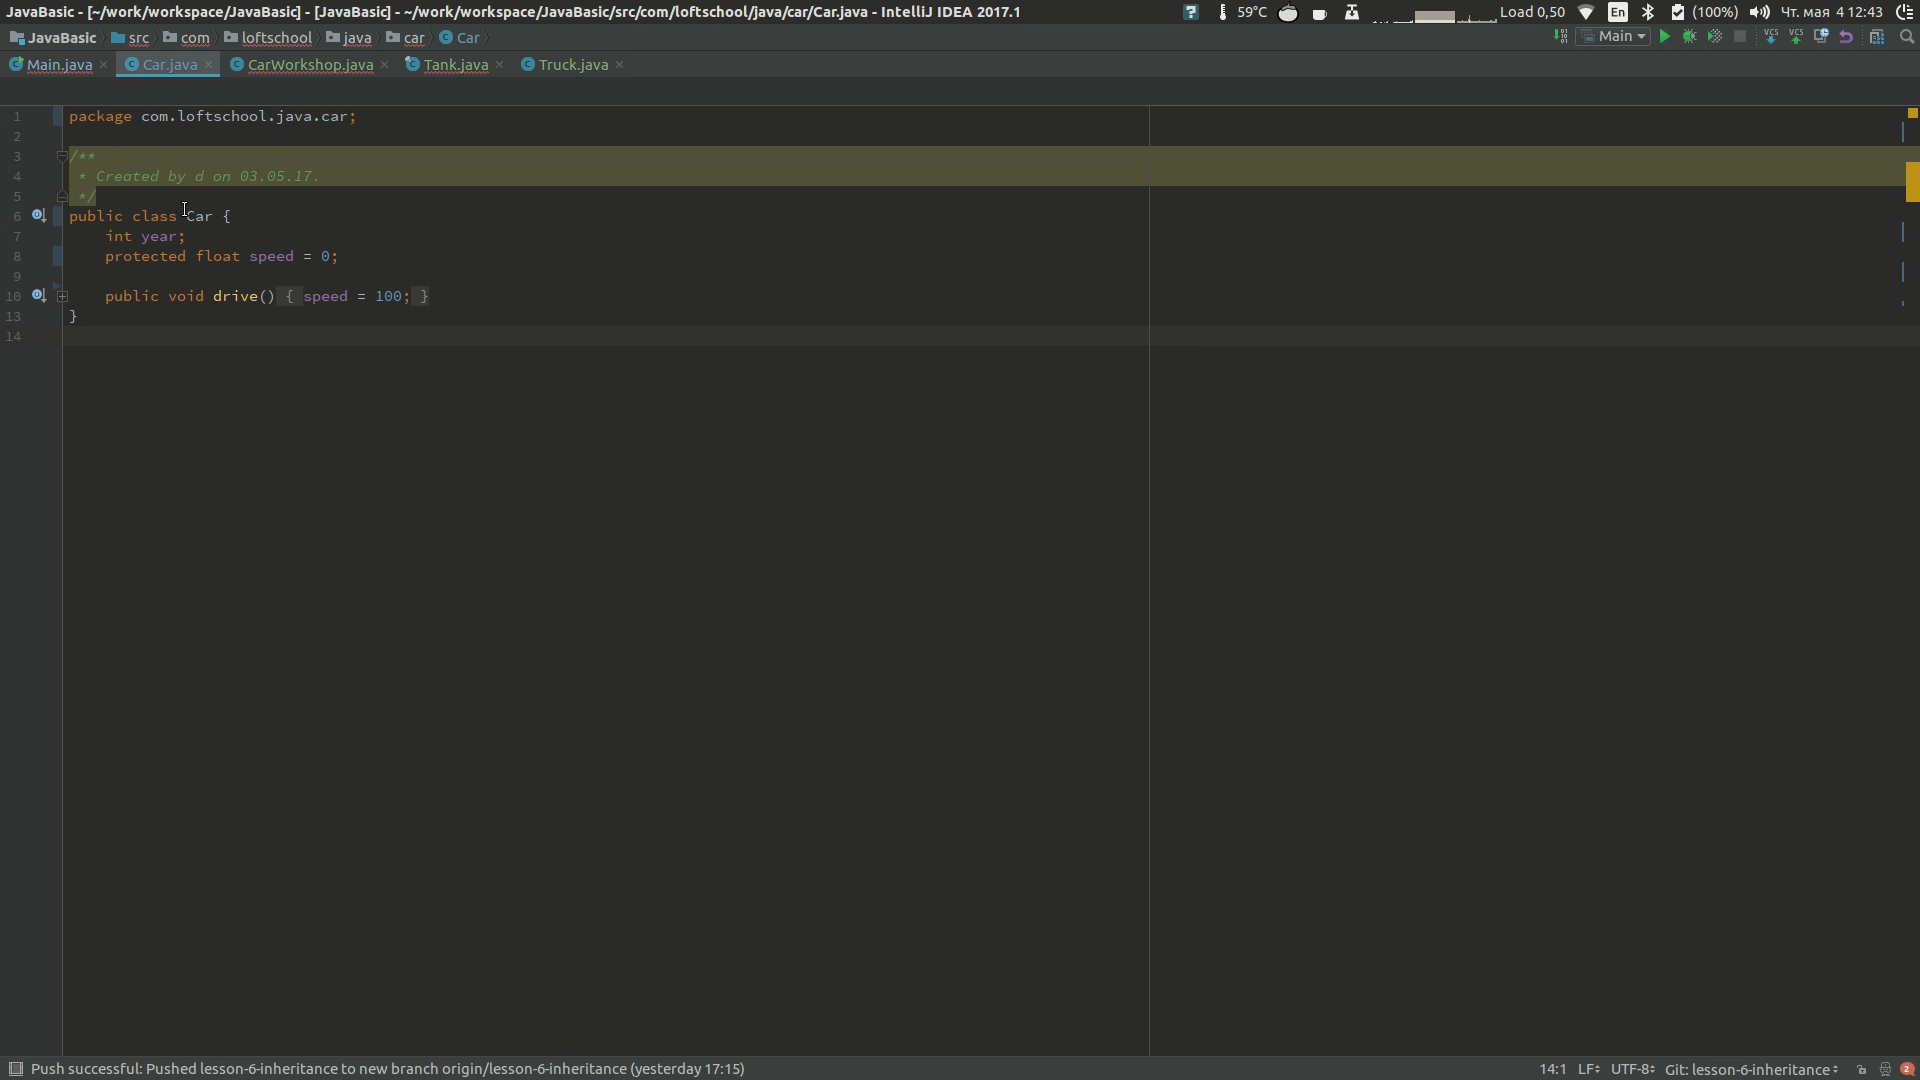 JavaBasic - [~/work/workspace/JavaBasic] - [JavaBasic] - ~/work/workspace/JavaBasic/src/com/loftschool/java/car/Car.java - IntelliJ IDEA 2017.1 ? 59°C Load 0,50 En (100%) Чт. мая 4 12:43
JavaBasic src com loftschool java car C Car Main VCS VCS
Main.java Car.java CarWorkshop.java Tank.java Truck.java
1 package com.loftschool.java.car;
2
3 /**
4 * Created by d on 03.05.17.
5 */
6 public class Car {
7 int year;
8 protected float speed = 0;
9
10 public void drive() { speed = 100; }
13 }
14
Push successful: Pushed lesson-6-inheritance to new branch origin/lesson-6-inheritance (yesterday 17:15) 14:1 LF UTF-8 Git: lesson-6-inheritance 2